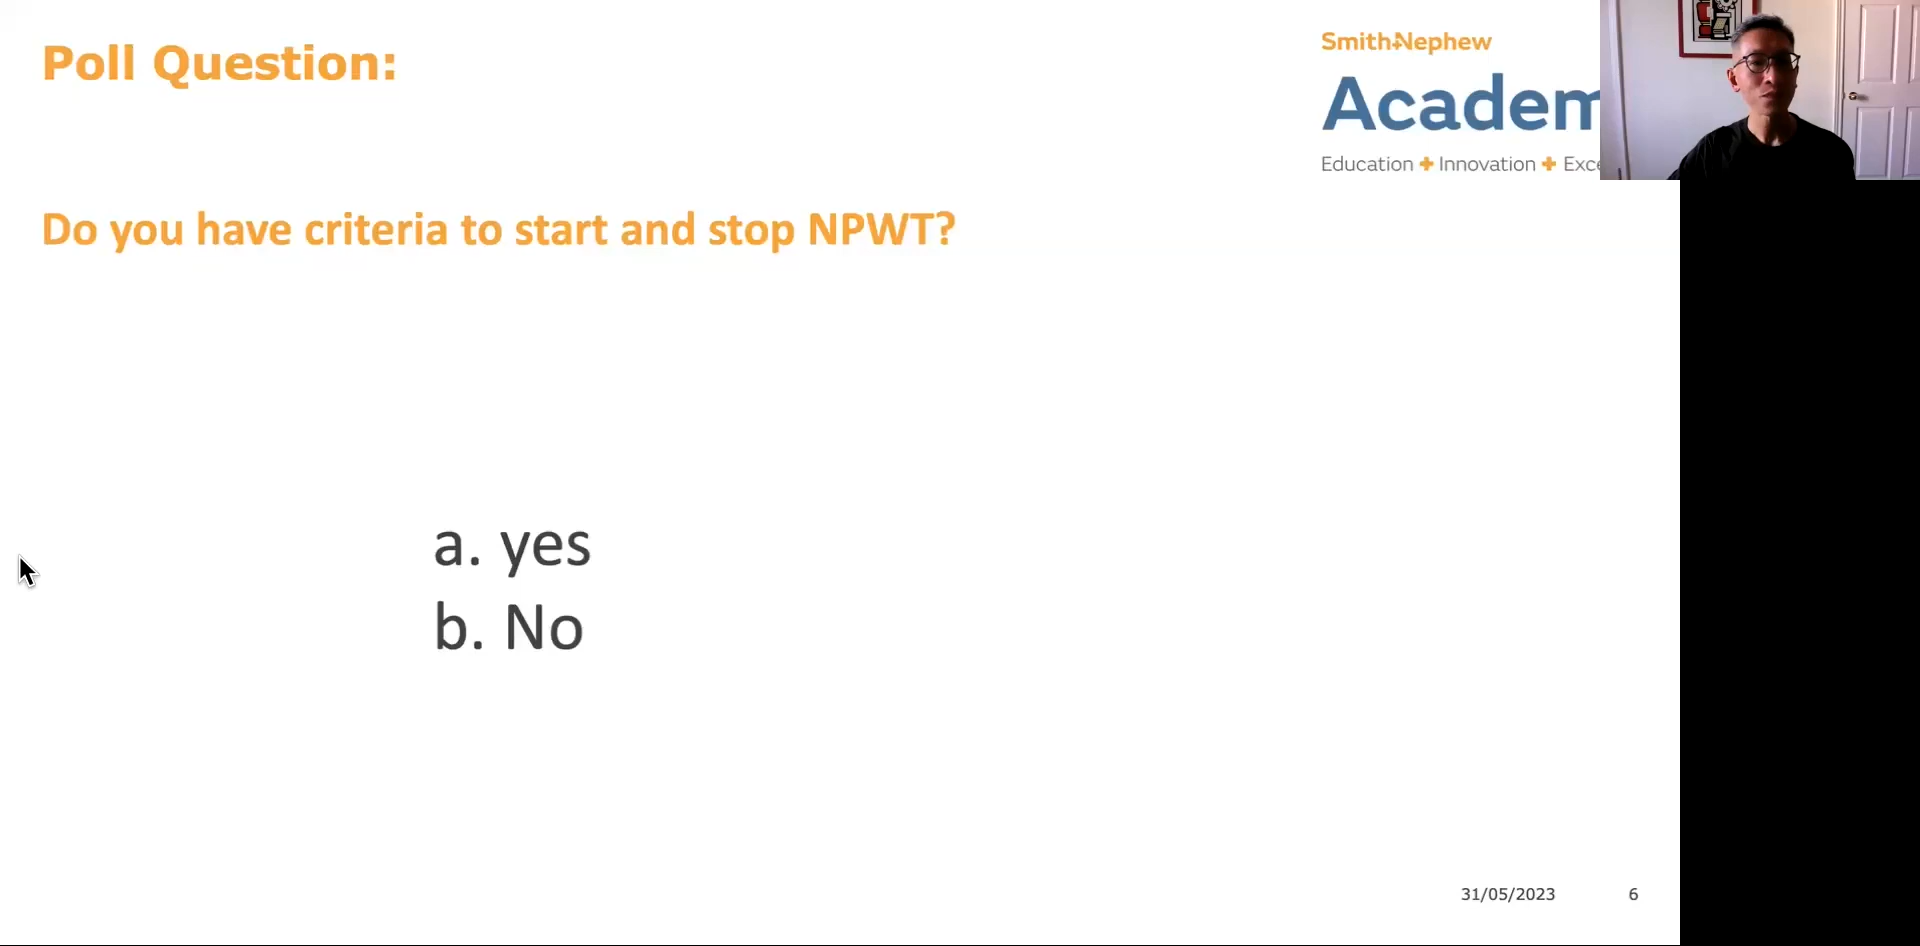 Poll Question:
Smith+Nephew
Academ
Education + Innovation + Exce
Do you have criteria to start and stop NPWT?
a. yes
b. No
31/05/2023
6